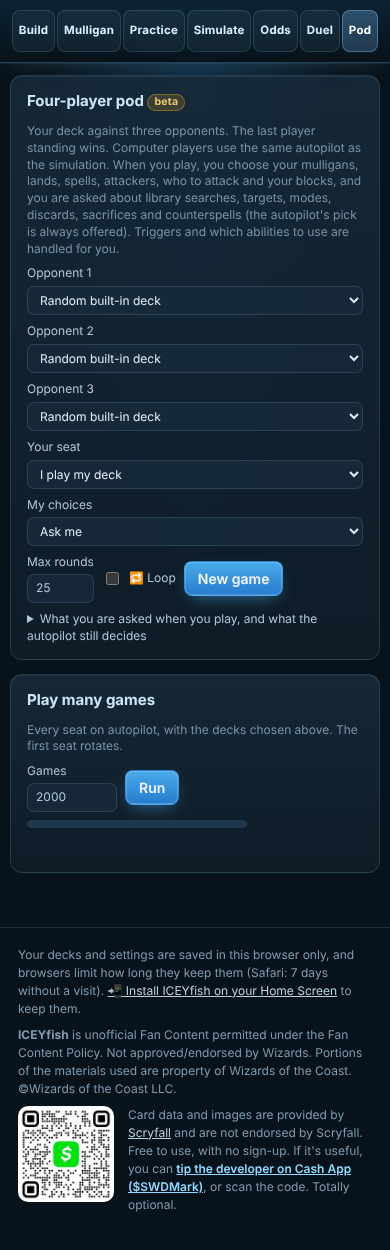 Build Mulligan Practice Simulate Odds Duel Pod
Four-player pod beta
Your deck against three opponents. The last player
standing wins. Computer players use the same autopilot as
the simulation. When you play, you choose your mulligans,
lands, spells, attackers, who to attack and your blocks, and
you are asked about library searches, targets, modes,
discards, sacrifices and counterspells (the autopilot's pick
is always offered). Triggers and which abilities to use are
handled for you.
Opponent 1
Random built-in deck
Opponent 2
Random built-in deck
Opponent 3
Random built-in deck
Your seat
I play my deck
My choices
Ask me
Max rounds
25
🔁 Loop
New game
▶ What you are asked when you play, and what the
autopilot still decides
Play many games
Every seat on autopilot, with the decks chosen above. The
first seat rotates.
Games
2000
Run
Your decks and settings are saved in this browser only, and
browsers limit how long they keep them (Safari: 7 days
without a visit). 📲 Install ICEYfish on your Home Screen to
keep them.
ICEYfish is unofficial Fan Content permitted under the Fan
Content Policy. Not approved/endorsed by Wizards. Portions
of the materials used are property of Wizards of the Coast.
©Wizards of the Coast LLC.
$
Card data and images are provided by
Scryfall and are not endorsed by Scryfall.
Free to use, with no sign-up. If it's useful,
you can tip the developer on Cash App
($SWDMark), or scan the code. Totally
optional.